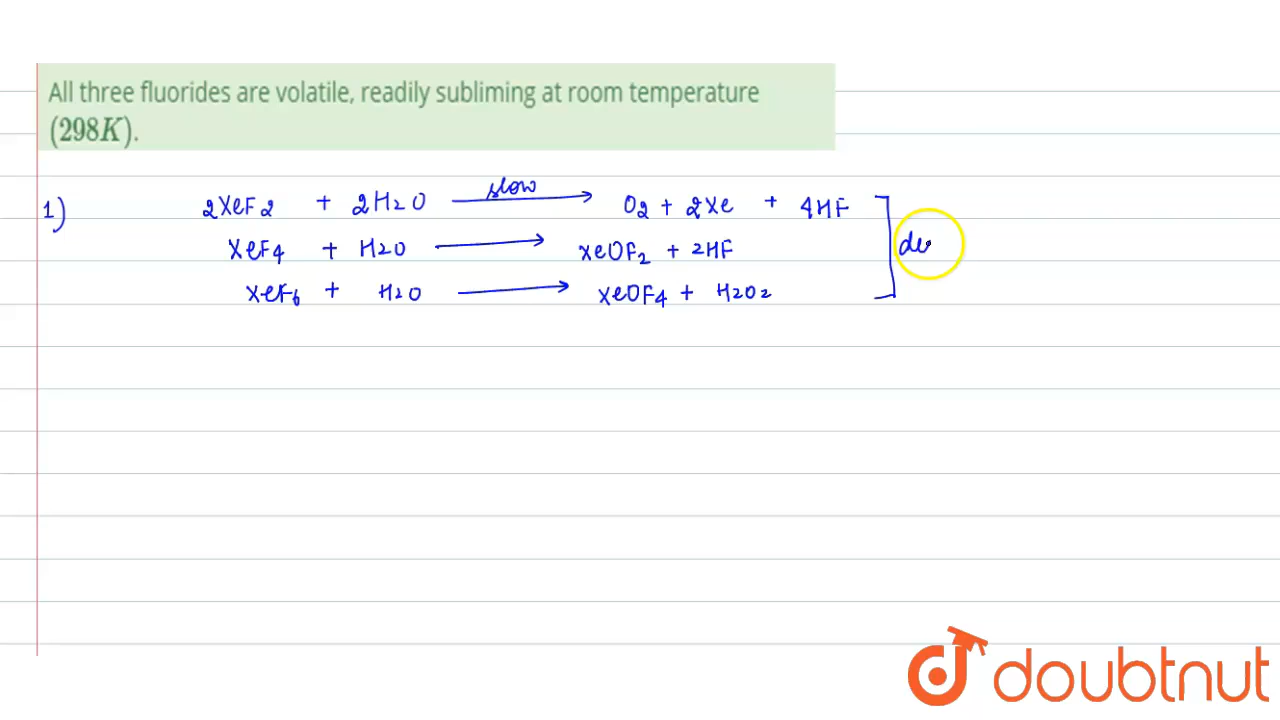 All three fluorides are volatile, readily subliming at room temperature
(298K).
1) 2XeF2 + 2H2O slow O2 + 2Xe + 4HF
XeF4 + H2O → XeOF2 + 2HF de
XeF6 + H2O → XeOF4 + H2O2
doubtnut